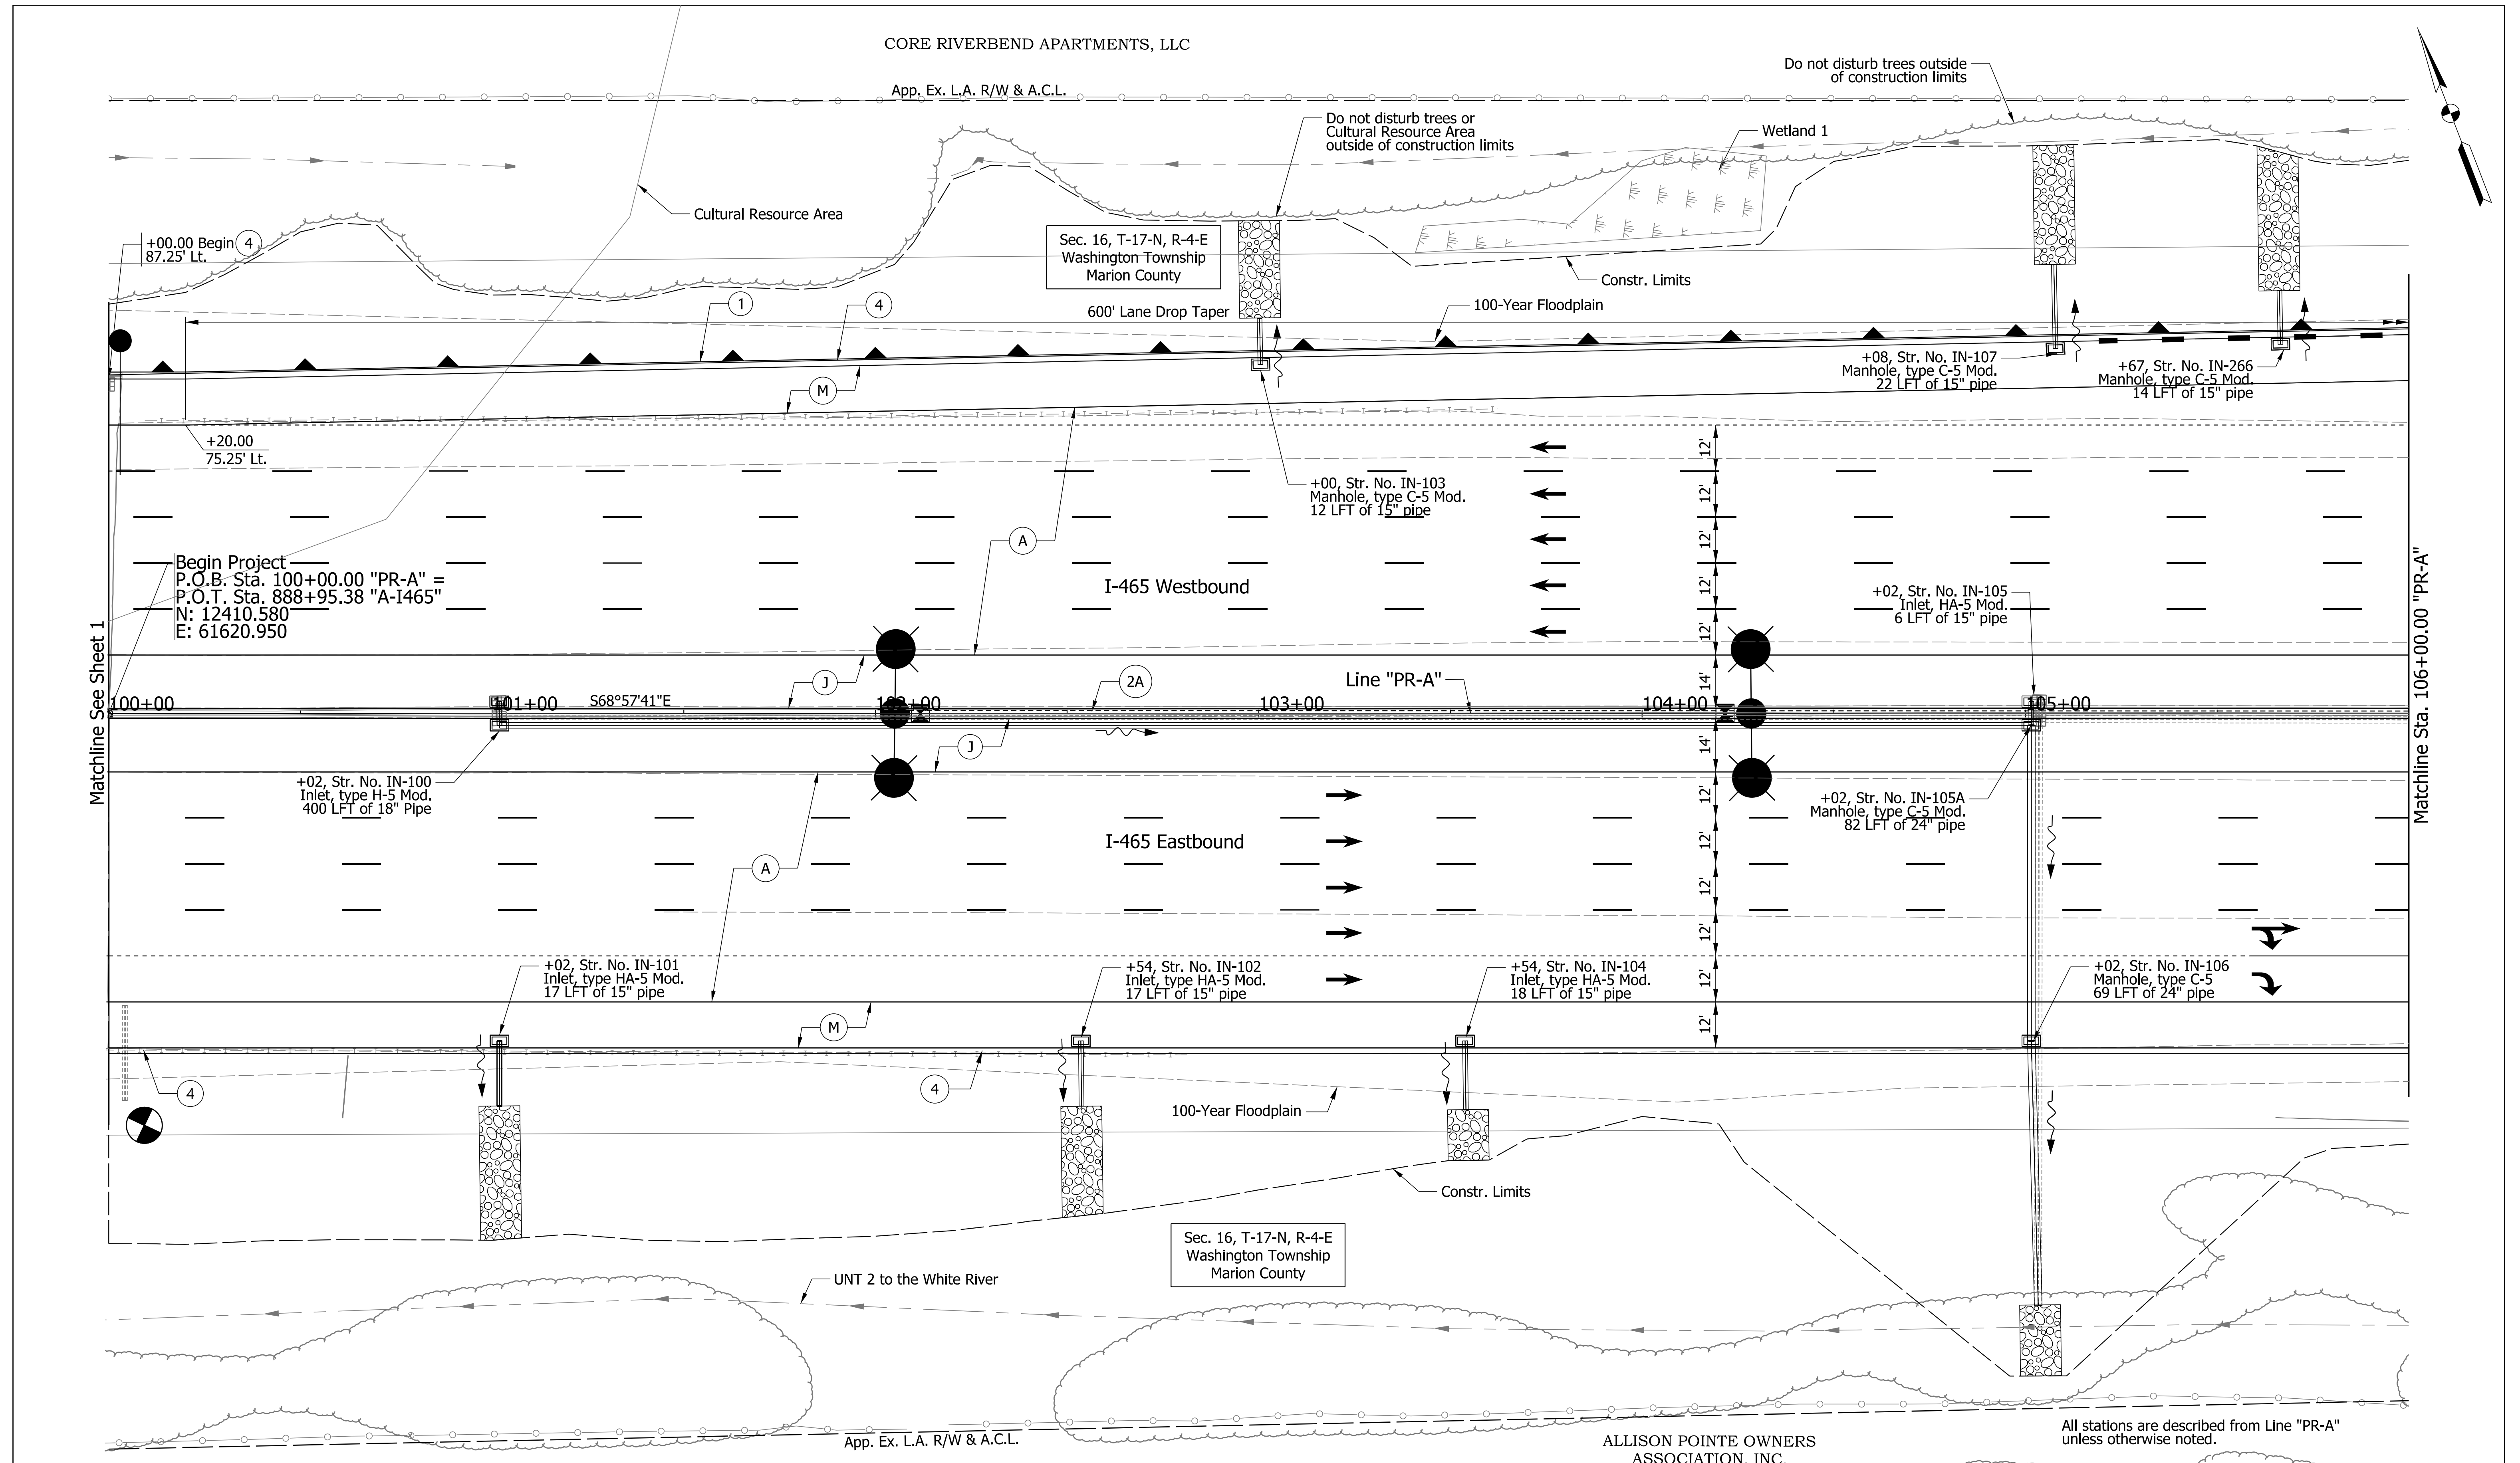 CORE RIVERBEND APARTMENTS, LLC
App. Ex. L.A. R/W & A.C.L.
Do not disturb trees outside
of construction limits
Do not disturb trees or
Cultural Resource Area
outside of construction limits
Wetland 1
Cultural Resource Area
+00.00 Begin 4
87.25' Lt.
Sec. 16, T-17-N, R-4-E
Washington Township
Marion County
Constr. Limits
1
4
600' Lane Drop Taper
100-Year Floodplain
+08, Str. No. IN-107
Manhole, type C-5 Mod.
22 LFT of 15" pipe
+67, Str. No. IN-266
Manhole, type C-5 Mod.
14 LFT of 15" pipe
M
+20.00
75.25' Lt.
12'
+00, Str. No. IN-103
Manhole, type C-5 Mod.
12 LFT of 15" pipe
12'
A
12'
Begin Project
P.O.B. Sta. 100+00.00 "PR-A" =
P.O.T. Sta. 888+95.38 "A-I465"
N: 12410.580
E: 61620.950
I-465 Westbound
12'
+02, Str. No. IN-105
Inlet, HA-5 Mod.
6 LFT of 15" pipe
12'
Matchline See Sheet 1
Matchline Sta. 106+00.00 "PR-A"
J
2A
Line "PR-A"
14'
100+00
101+00
S68°57'41"E
102+00
103+00
104+00
105+00
J
14'
+02, Str. No. IN-100
Inlet, type H-5 Mod.
400 LFT of 18" Pipe
12'
+02, Str. No. IN-105A
Manhole, type C-5 Mod.
82 LFT of 24" pipe
I-465 Eastbound
12'
A
12'
12'
+02, Str. No. IN-101
Inlet, type HA-5 Mod.
17 LFT of 15" pipe
+54, Str. No. IN-102
Inlet, type HA-5 Mod.
17 LFT of 15" pipe
+54, Str. No. IN-104
Inlet, type HA-5 Mod.
18 LFT of 15" pipe
12'
+02, Str. No. IN-106
Manhole, type C-5
69 LFT of 24" pipe
M
12'
4
4
100-Year Floodplain
Constr. Limits
Sec. 16, T-17-N, R-4-E
Washington Township
Marion County
UNT 2 to the White River
App. Ex. L.A. R/W & A.C.L.
ALLISON POINTE OWNERS
ASSOCIATION, INC.
All stations are described from Line "PR-A"
unless otherwise noted.